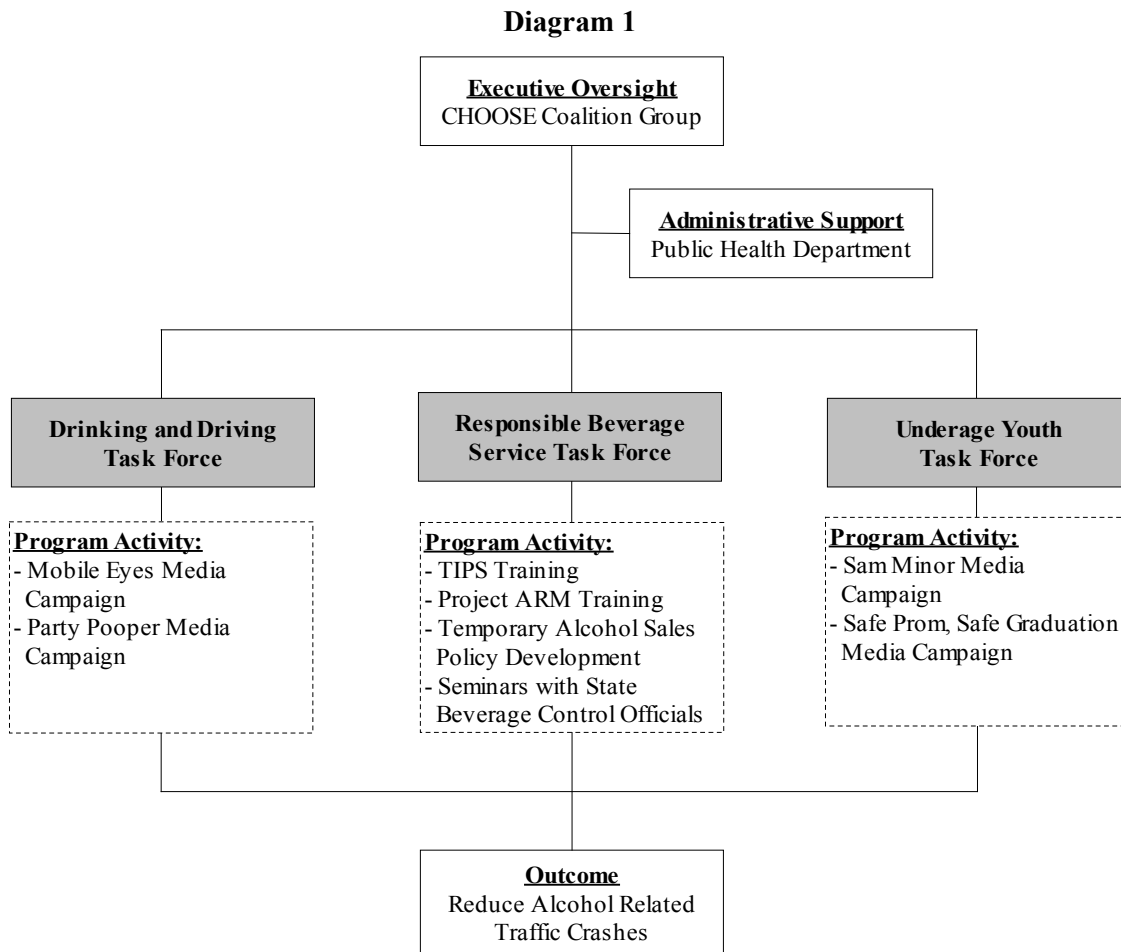 Diagram 1
Executive Oversight
CHOOSE Coalition Group
Administrative Support
Public Health Department
Drinking and Driving
Task Force
Responsible Beverage
Service Task Force
Underage Youth
Task Force
Program Activity:
- Mobile Eyes Media
Campaign
- Party Pooper Media
Campaign
Program Activity:
- TIPS Training
- Project ARM Training
- Temporary Alcohol Sales
Policy Development
- Seminars with State
Beverage Control Officials
Program Activity:
- Sam Minor Media
Campaign
- Safe Prom, Safe Graduation
Media Campaign
Outcome
Reduce Alcohol Related
Traffic Crashes